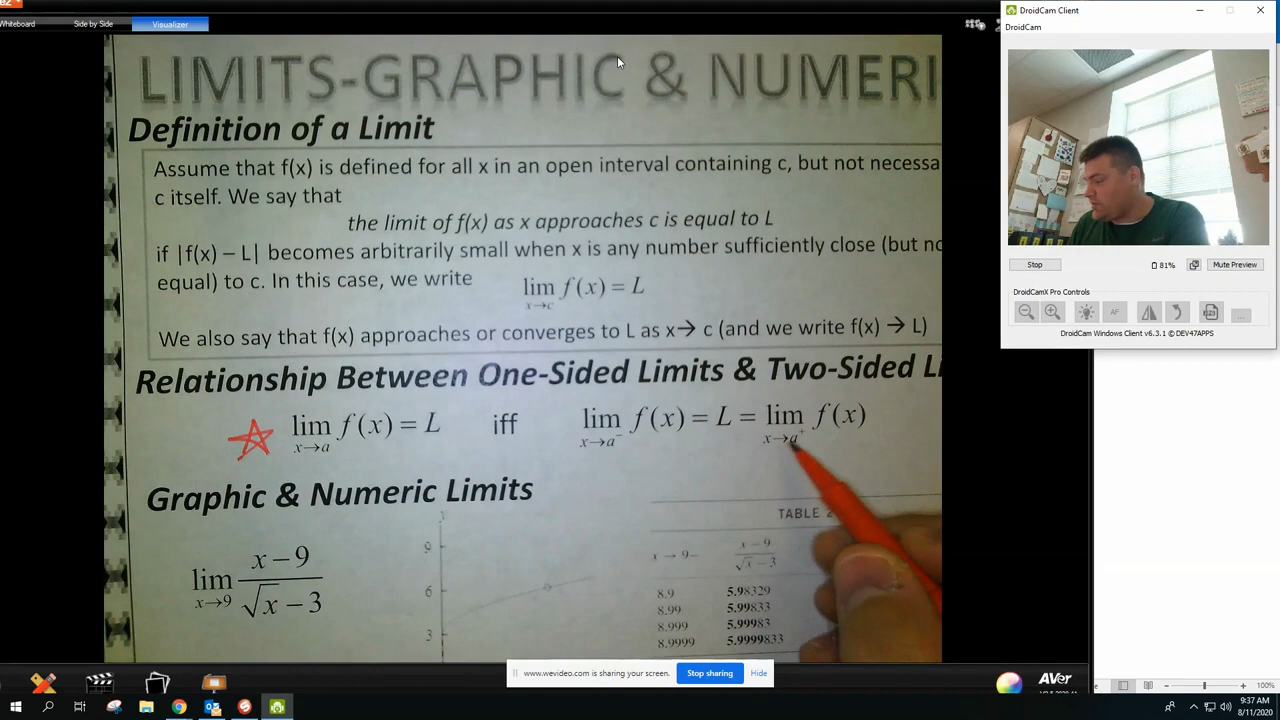 Whiteboard
Side by Side
Visualizer
LIMITS-GRAPHIC & NUMERI
Definition of a Limit
Assume that f(x) is defined for all x in an open interval containing c, but not necessa
c itself. We say that
the limit of f(x) as x approaches c is equal to L
if |f(x) – L| becomes arbitrarily small when x is any number sufficiently close (but no
equal) to c. In this case, we write
lim f(x) = L
x→c
We also say that f(x) approaches or converges to L as x→ c (and we write f(x) → L)
Relationship Between One-Sided Limits & Two-Sided Li
lim f(x) = L iff lim f(x) = L = lim f(x)
x→a x→a⁻ x→a⁺
Graphic & Numeric Limits
lim x – 9
x→9 √x – 3
y
9
6
3
TABLE 2
x → 9– x – 9
√x – 3
8.9 5.98329
8.99 5.99833
8.999 5.99983
8.9999 5.9999833
www.wevideo.com is sharing your screen.
Stop sharing
Hide
AVer
DroidCam Client
DroidCam
Stop
81%
Mute Preview
DroidCamX Pro Controls
AF
...
DroidCam Windows Client v6.3.1 © DEV47APPS
100%
9:37 AM
8/11/2020